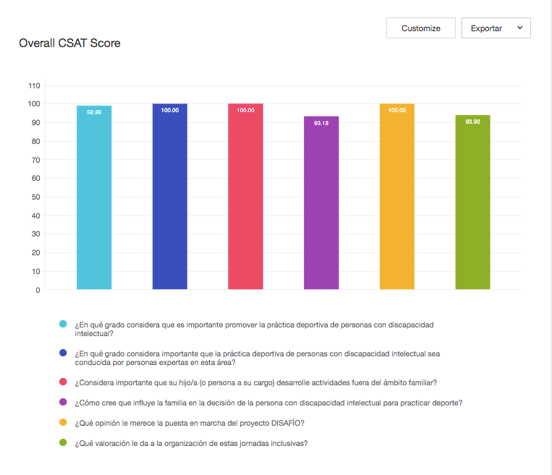 Customize
Exportar
Overall CSAT Score
110
100
90
80
70
60
50
40
30
20
10
0
100.00
100.00
93.18
100.00
93.90
¿En qué grado considera que es importante promover la práctica deportiva de personas con discapacidad
intelectual?
¿En qué grado considera importante que la práctica deportiva de personas con discapacidad intelectual sea
conducida por personas expertas en esta área?
¿Considera importante que su hijo/a (o persona a su cargo) desarrolle actividades fuera del ámbito familiar?
¿Cómo cree que influye la familia en la decisión de la persona con discapacidad intelectual para practicar deporte?
¿Qué opinión le merece la puesta en marcha del proyecto DISAFÍO?
¿Qué valoración le da a la organización de estas jornadas inclusivas?